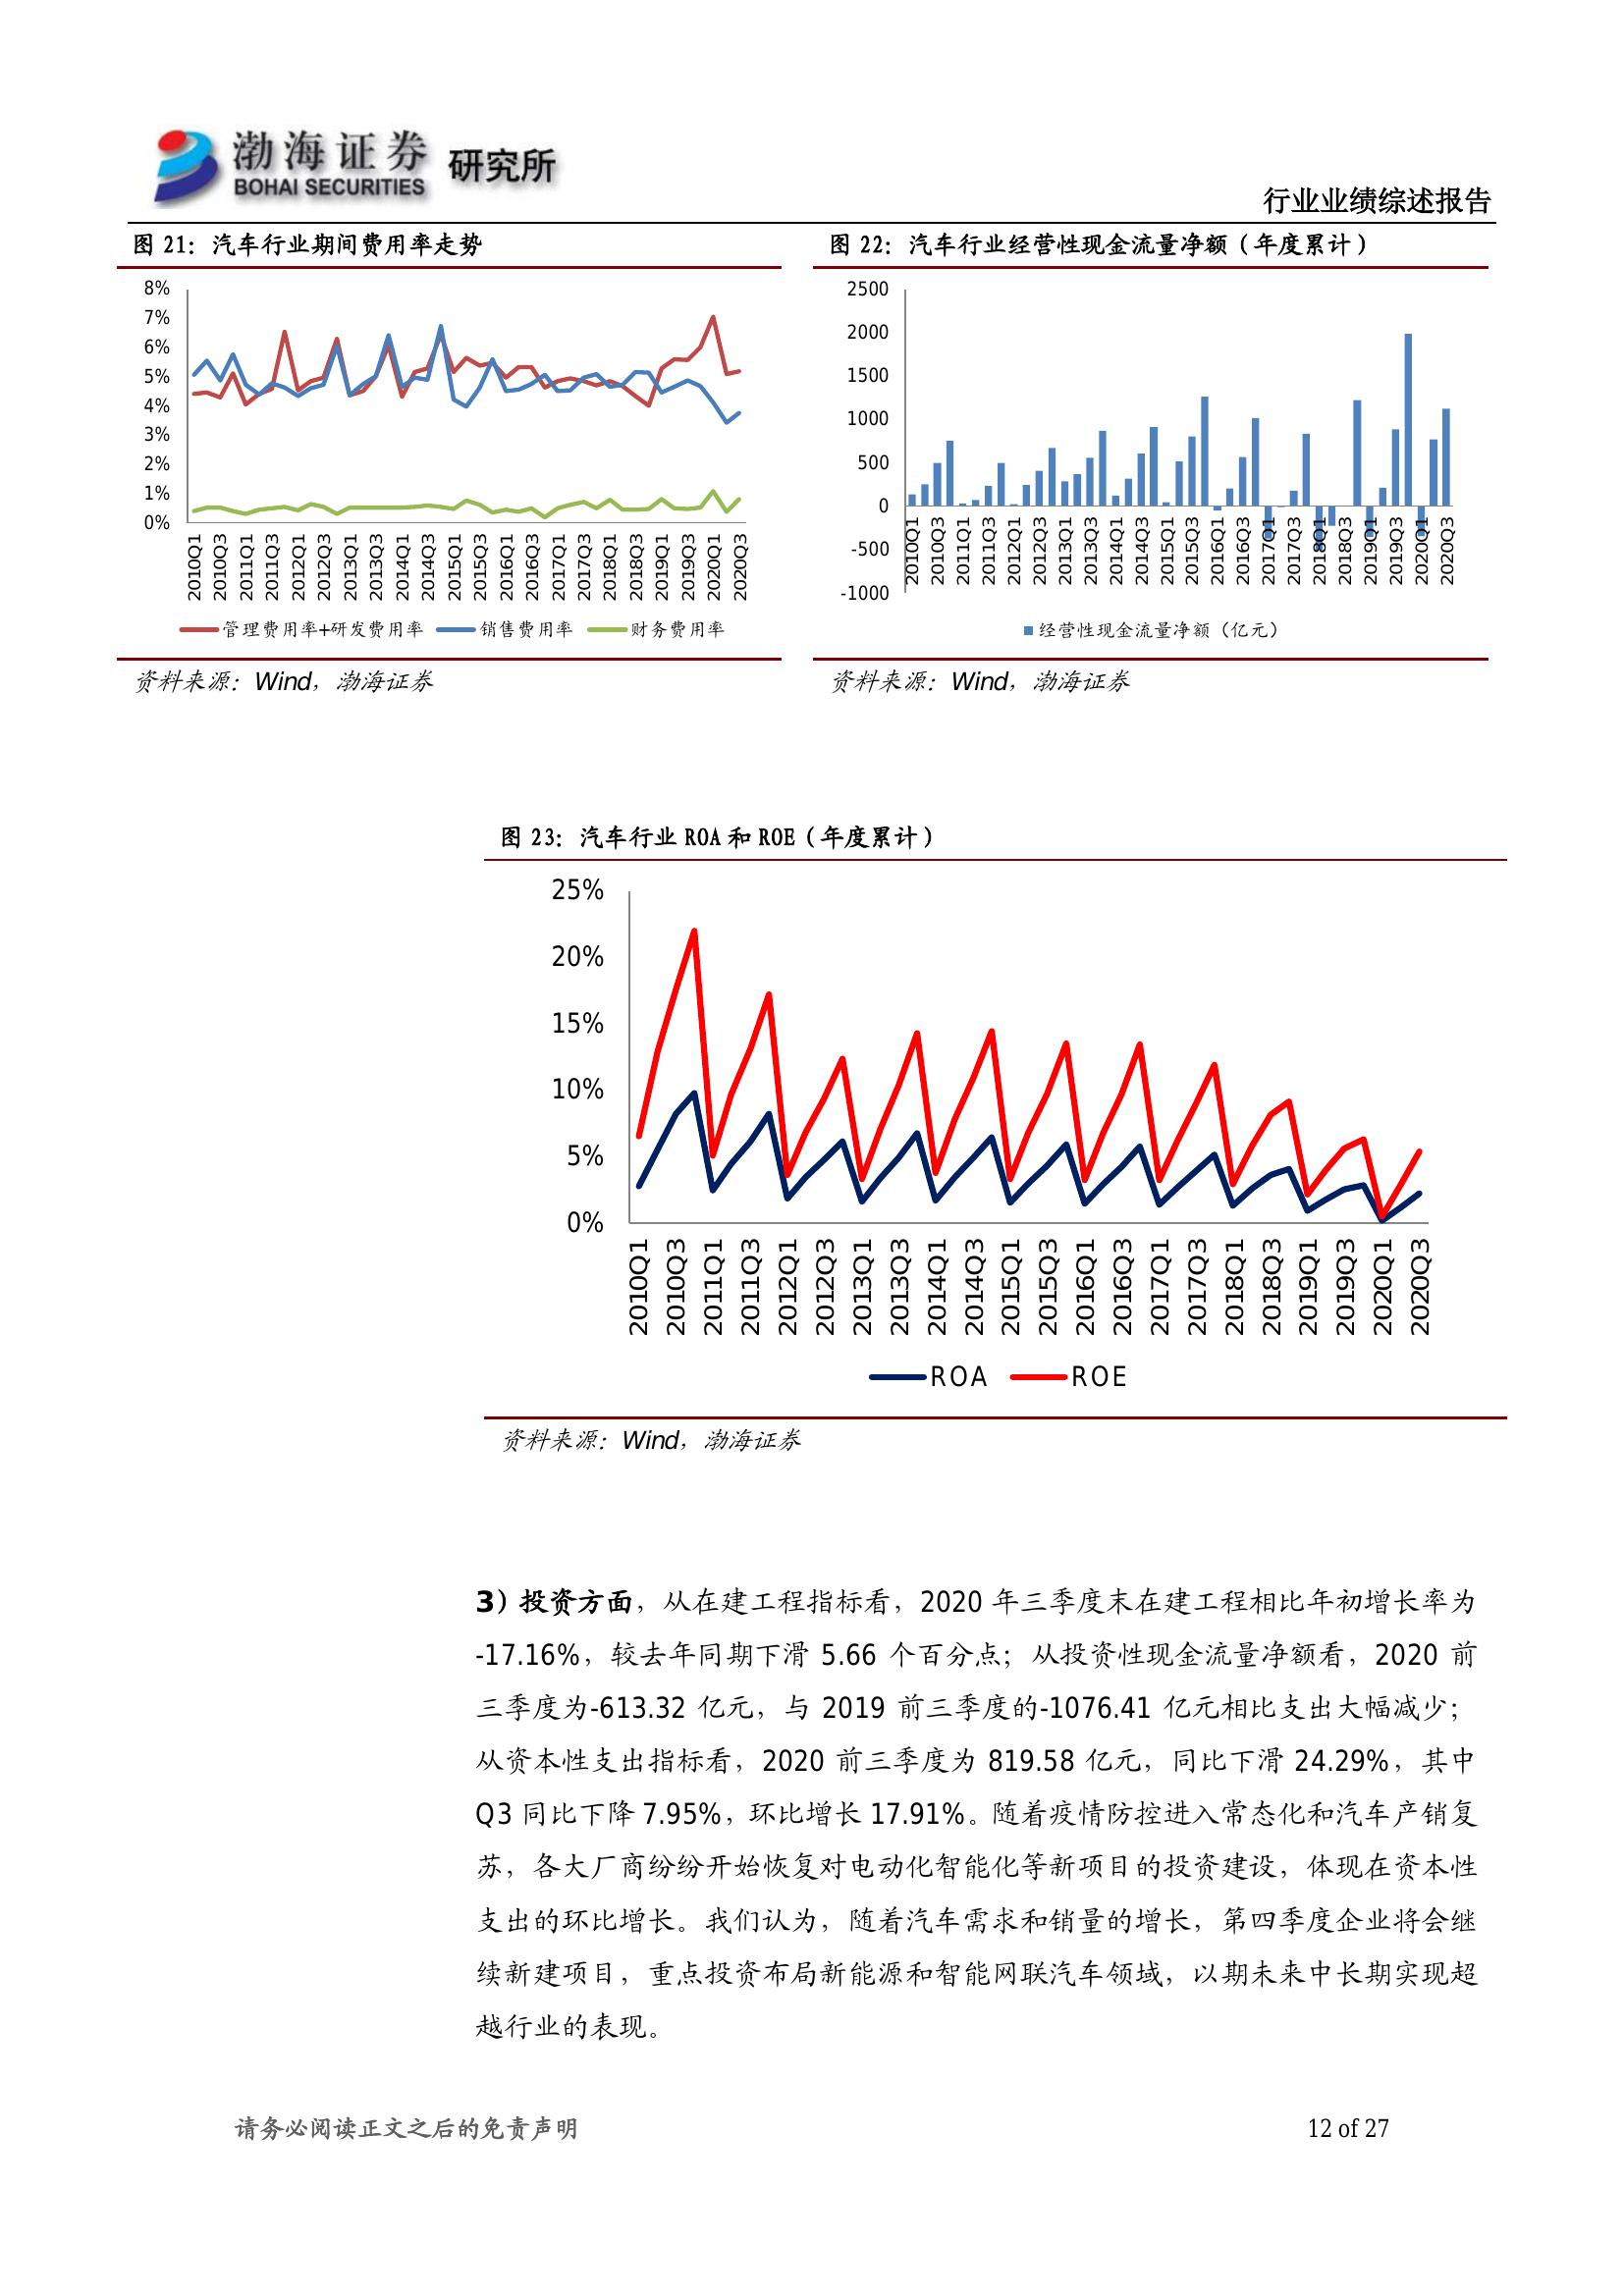 渤海证券 研究所
BOHAI SECURITIES
行业业绩综述报告
图 21：汽车行业期间费用率走势
8%
7%
6%
5%
4%
3%
2%
1%
0%
2010Q1 2010Q3 2011Q1 2011Q3 2012Q1 2012Q3 2013Q1 2013Q3 2014Q1 2014Q3 2015Q1 2015Q3 2016Q1 2016Q3 2017Q1 2017Q3 2018Q1 2018Q3 2019Q1 2019Q3 2020Q1 2020Q3
管理费用率+研发费用率 销售费用率 财务费用率
资料来源：Wind，渤海证券
图 22：汽车行业经营性现金流量净额（年度累计）
2500
2000
1500
1000
500
0
-500
-1000
2010Q1 2010Q3 2011Q1 2011Q3 2012Q1 2012Q3 2013Q1 2013Q3 2014Q1 2014Q3 2015Q1 2015Q3 2016Q1 2016Q3 2017Q1 2017Q3 2018Q1 2018Q3 2019Q1 2019Q3 2020Q1 2020Q3
经营性现金流量净额（亿元）
资料来源：Wind，渤海证券
图 23：汽车行业 ROA 和 ROE（年度累计）
25%
20%
15%
10%
5%
0%
2010Q1 2010Q3 2011Q1 2011Q3 2012Q1 2012Q3 2013Q1 2013Q3 2014Q1 2014Q3 2015Q1 2015Q3 2016Q1 2016Q3 2017Q1 2017Q3 2018Q1 2018Q3 2019Q1 2019Q3 2020Q1 2020Q3
ROA ROE
资料来源：Wind，渤海证券
3）投资方面，从在建工程指标看，2020 年三季度末在建工程相比年初增长率为
-17.16%，较去年同期下滑 5.66 个百分点；从投资性现金流量净额看，2020 前
三季度为-613.32 亿元，与 2019 前三季度的-1076.41 亿元相比支出大幅减少；
从资本性支出指标看，2020 前三季度为 819.58 亿元，同比下滑 24.29%，其中
Q3 同比下降 7.95%，环比增长 17.91%。随着疫情防控进入常态化和汽车产销复
苏，各大厂商纷纷开始恢复对电动化智能化等新项目的投资建设，体现在资本性
支出的环比增长。我们认为，随着汽车需求和销量的增长，第四季度企业将会继
续新建项目，重点投资布局新能源和智能网联汽车领域，以期未来中长期实现超
越行业的表现。
请务必阅读正文之后的免责声明
12 of 27